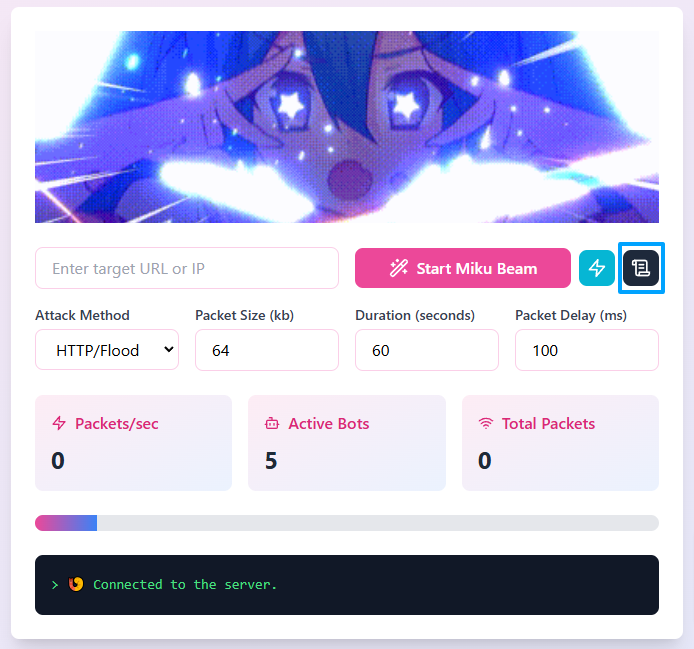 Enter target URL or IP
Start Miku Beam
Attack Method
Packet Size (kb)
Duration (seconds)
Packet Delay (ms)
HTTP/Flood
64
60
100
Packets/sec
Active Bots
Total Packets
0
5
0
> Connected to the server.